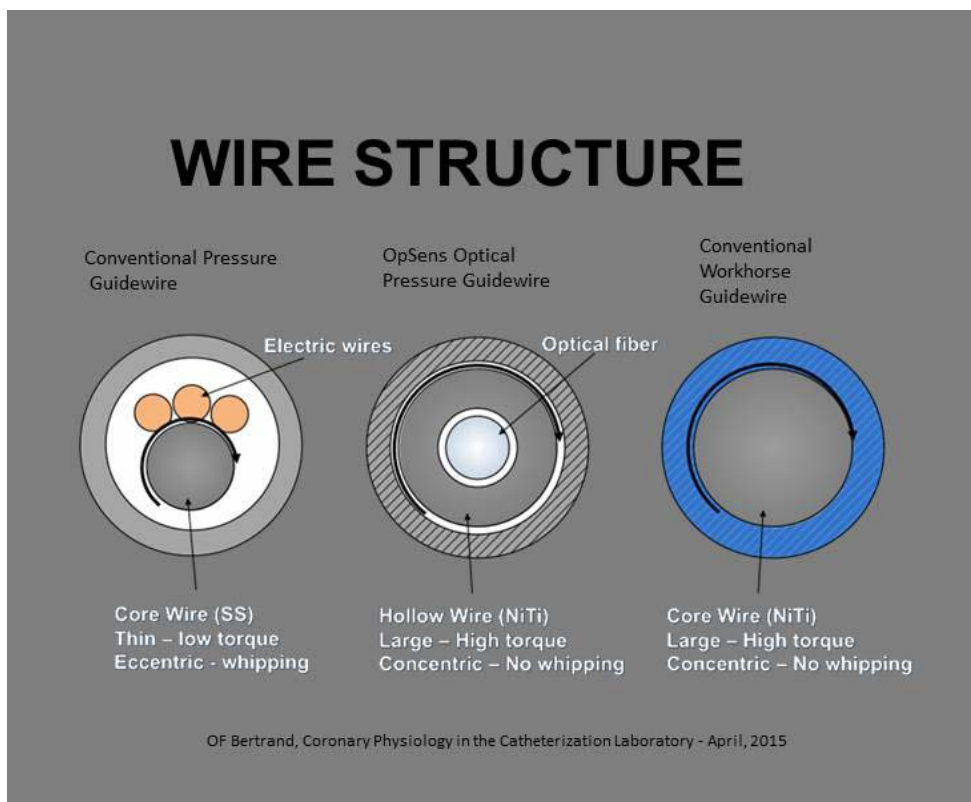 WIRE STRUCTURE
Conventional Pressure
Guidewire
OpSens Optical
Pressure Guidewire
Conventional
Workhorse
Guidewire
Electric wires
Optical fiber
Core Wire (SS)
Thin – low torque
Eccentric - whipping
Hollow Wire (NiTi)
Large – High torque
Concentric – No whipping
Core Wire (NiTi)
Large – High torque
Concentric – No whipping
OF Bertrand, Coronary Physiology in the Catheterization Laboratory - April, 2015